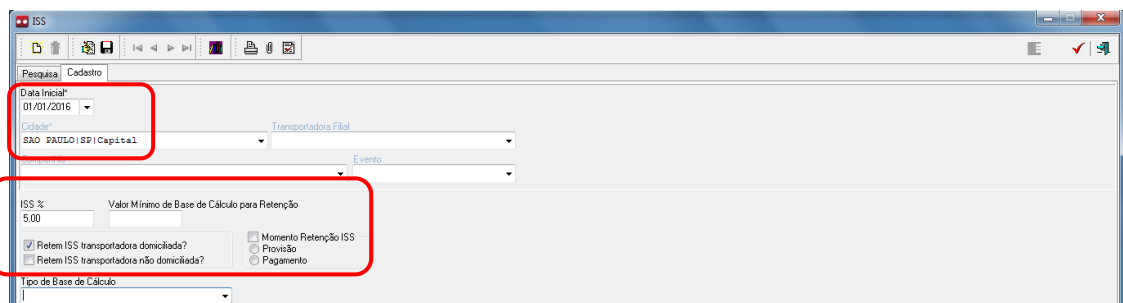 ISS
Pesquisa Cadastro
Data Inicial*
01/01/2016
Cidade* Transportadora Filial
SAO PAULO|SP|Capital
Companhia Evento
ISS % Valor Mínimo de Base de Cálculo para Retenção
5,00
Momento Retenção ISS
Retem ISS transportadora domiciliada? Provisão
Retem ISS transportadora não domiciliada? Pagamento
Tipo de Base de Cálculo